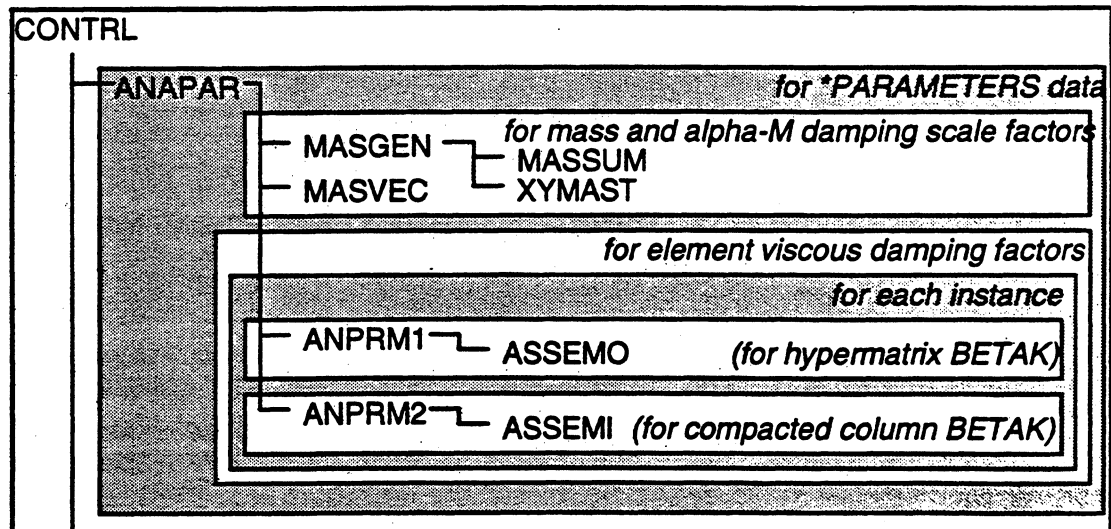 CONTRL
ANAPAR for *PARAMETERS data
for mass and alpha-M damping scale factors
MASGEN MASSUM
MASVEC XYMAST
for element viscous damping factors
for each instance
ANPRM1 ASSEMO (for hypermatrix BETAK)
ANPRM2 ASSEMI (for compacted column BETAK)